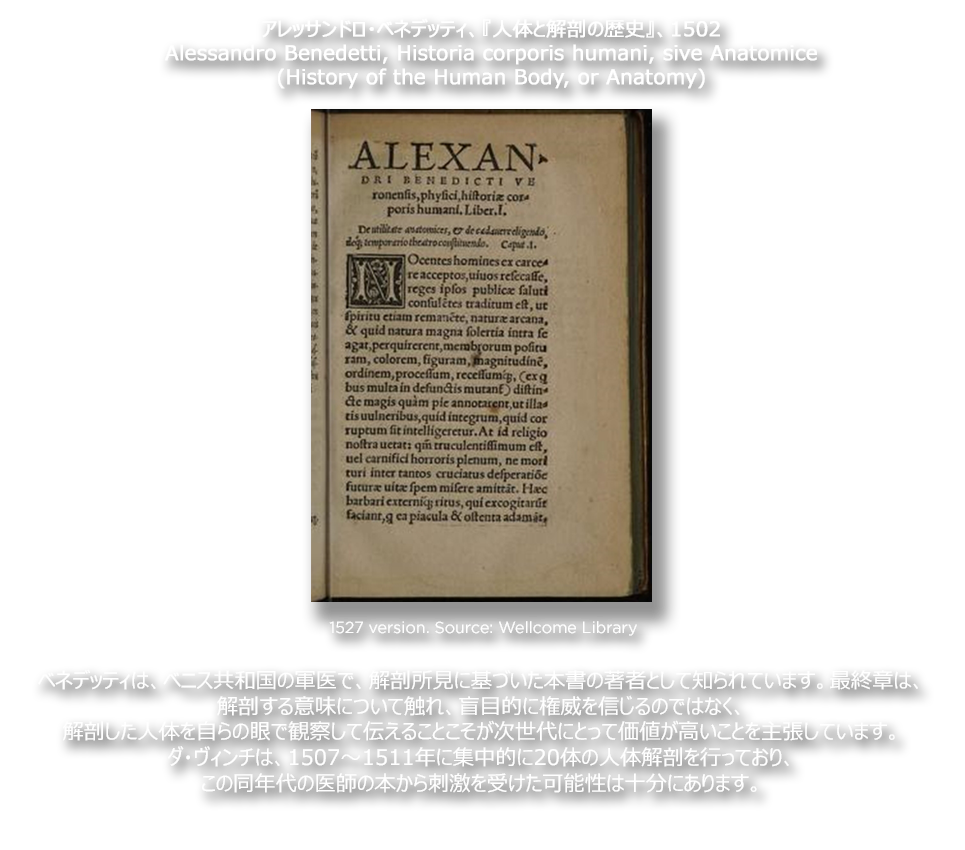 アレッサンドロ・ベネデッティ、『人体と解剖の歴史』、1502
Alessandro Benedetti, Historia corporis humani, sive Anatomice
(History of the Human Body, or Anatomy)
ALEXAN-
DRI BENEDICTI VE
ronensis, physici, historiæ cor-
poris humani. Liber. I.
De utilitate anatomices, & de cadavere eligendo,
deq; temporario theatro constituendo. Caput .I.
NOcentes homines ex carce-
re acceptos, uiuos resecasse,
reges ipsos publicæ saluti
consulẽtes traditum est, ut
spiritu etiam remanẽte, naturæ arcana,
& quid natura magna solertia intra se
agat, perquirerent, membrorum positu
ram, colorem, figuram, magnitudinẽ,
ordinem, processum, recessumq;, (ex q
bus multa in defunctis mutant̃) distin-
cte magis quàm pie annotarent, ut illa-
tis uulneribus, quid integrum, quid cor
ruptum sit intelligeretur. At id religio
nostra uetat: qm̃ truculentissimum est,
uel carnifici horroris plenum, ne mori
turi inter tantos cruciatus desperatiõe
futuræ uitæ spem misere amittãt. Hæc
barbari externiq; ritus, qui excogitarũt
faciant, q ea piacula & ostenta adamãt,
1527 version. Source: Wellcome Library
ベネデッティは、ベニス共和国の軍医で、解剖所見に基づいた本書の著者として知られています。最終章は、
解剖する意味について触れ、盲目的に権威を信じるのではなく、
解剖した人体を自らの眼で観察して伝えることこそが次世代にとって価値が高いことを主張しています。
ダ・ヴィンチは、1507～1511年に集中的に20体の人体解剖を行っており、
この同年代の医師の本から刺激を受けた可能性は十分にあります。